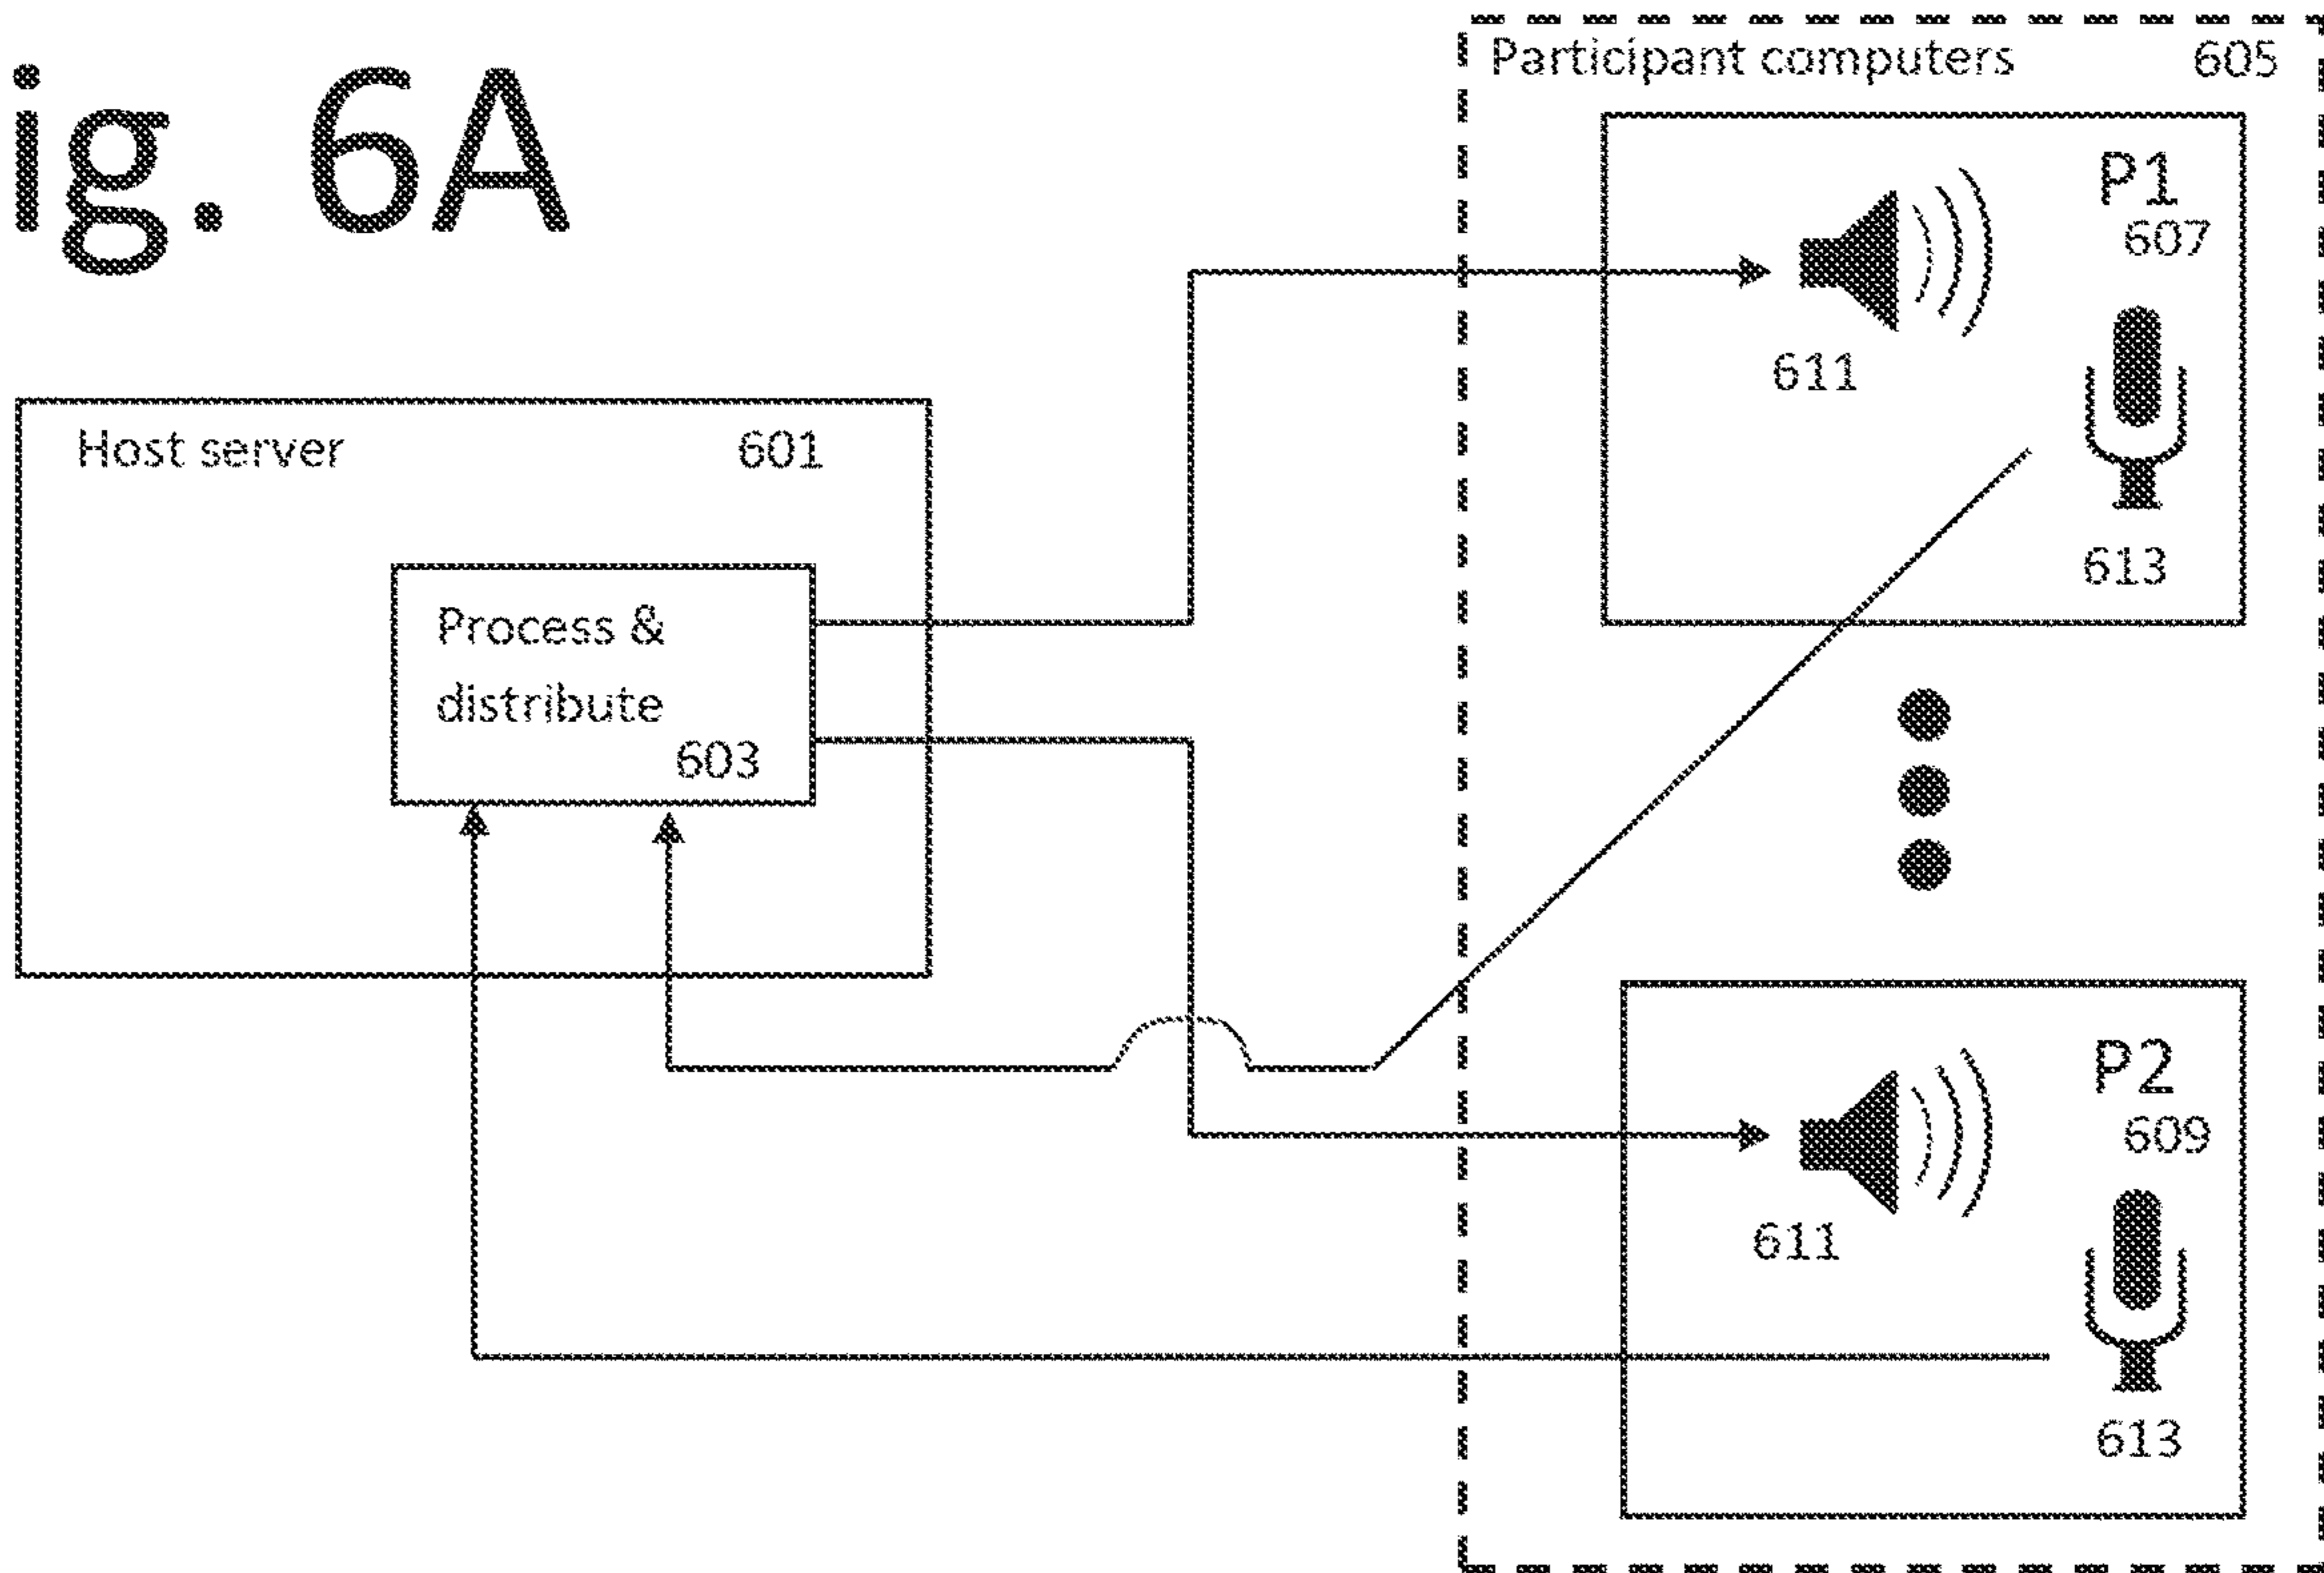 ig. 6A
Participant computers 605
P1
607
611
613
Host server 601
Process &
distribute
603
P2
609
611
613